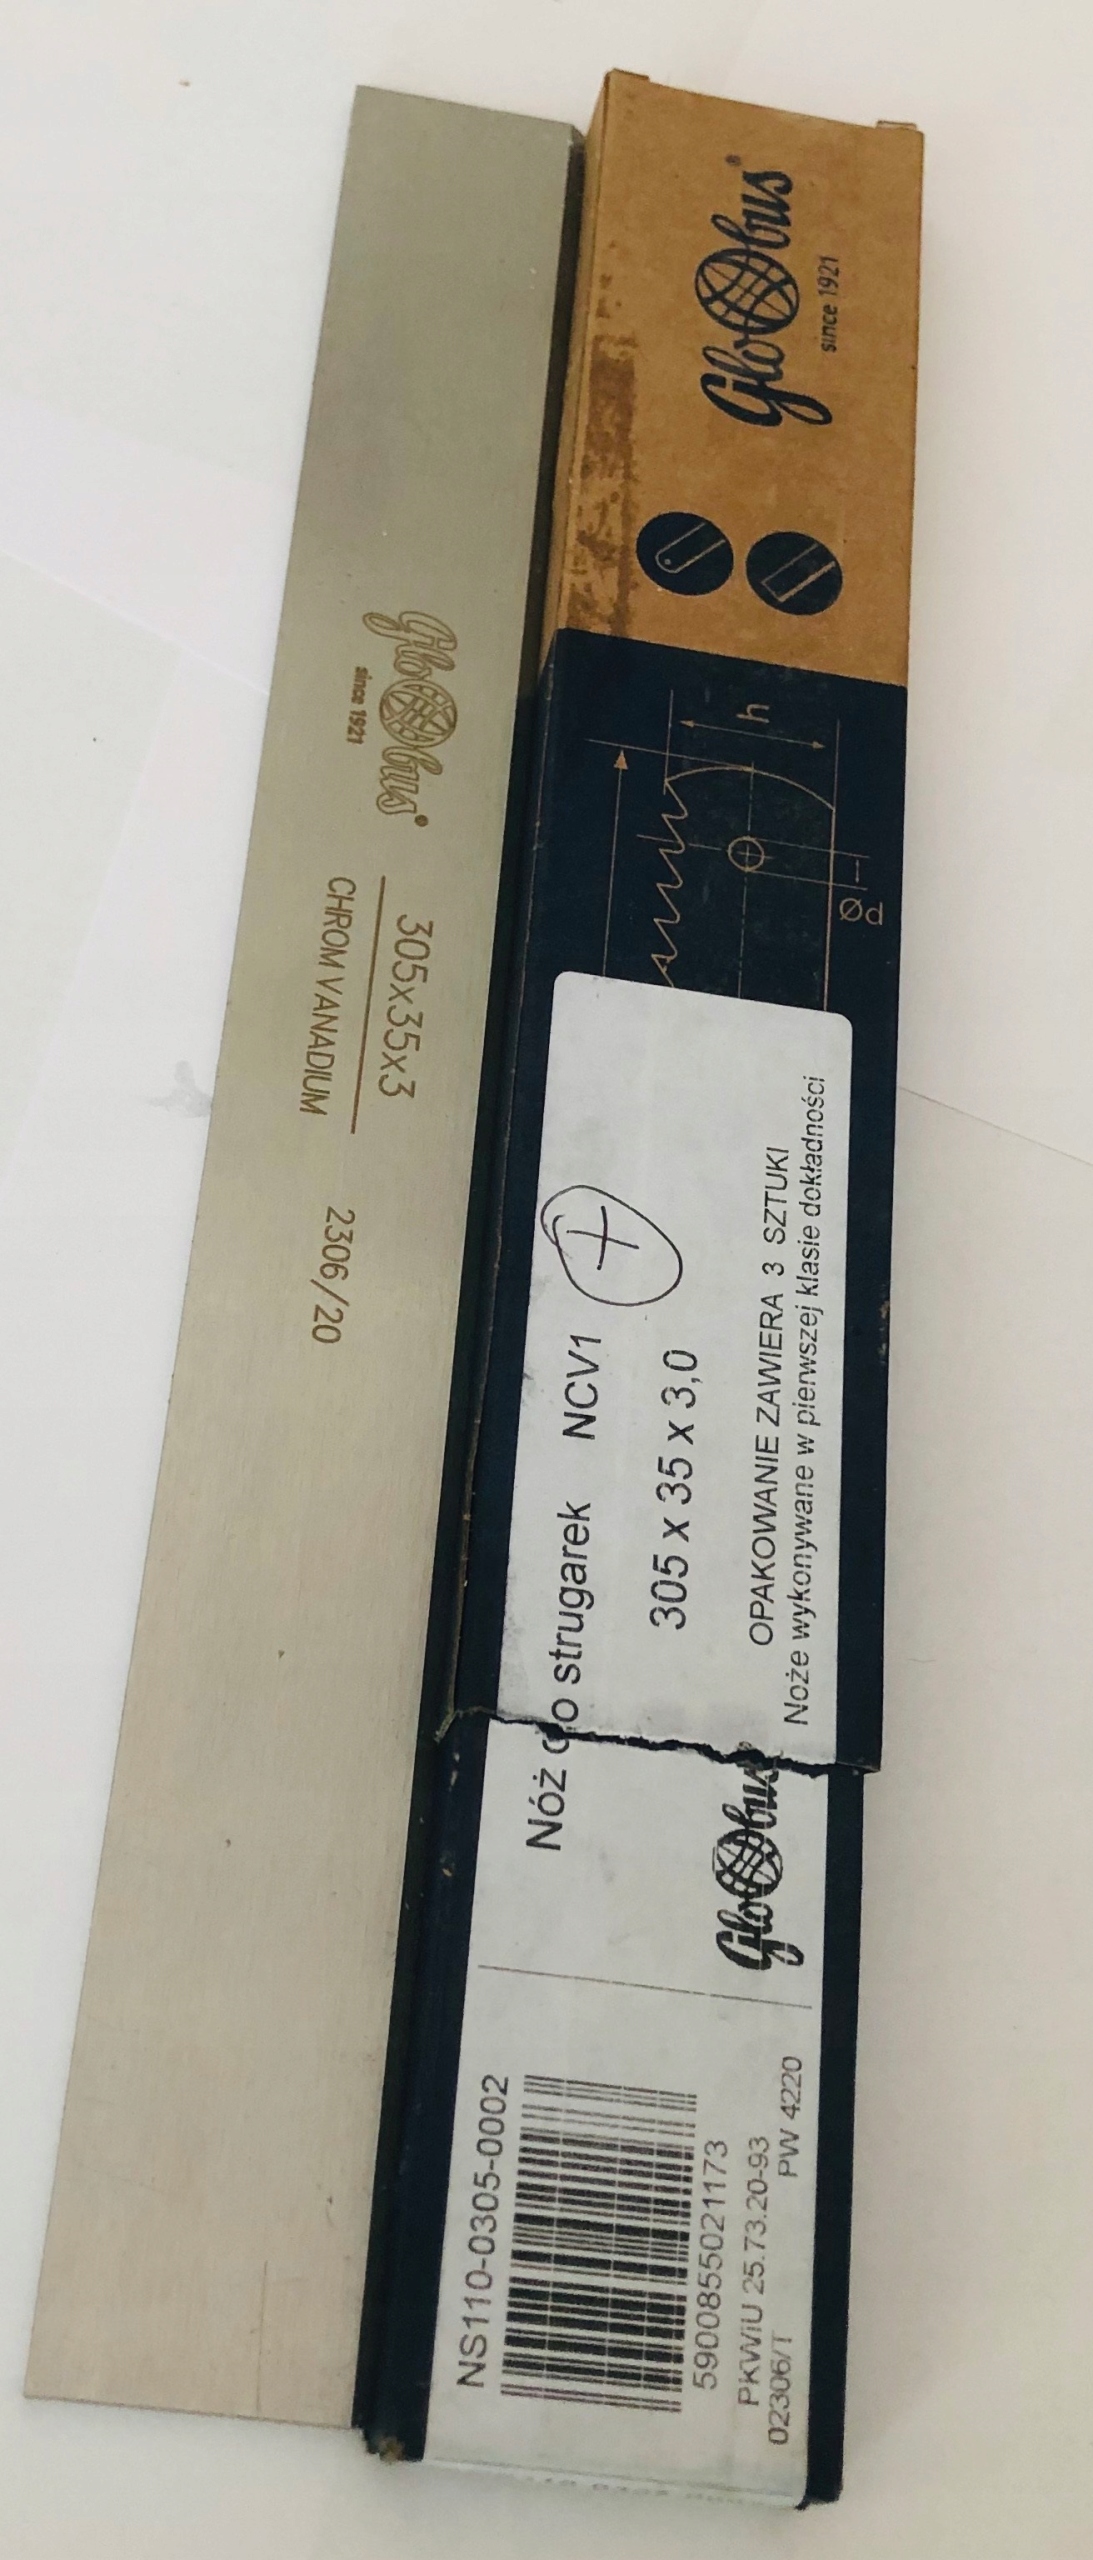 Globus®
since 1921
305x35x3
CHROM VANADIUM
2306/20
Globus®
since 1921
h
Ød
Nóż do strugarek NCV1
305 x 35 x 3,0
OPAKOWANIE ZAWIERA 3 SZTUKI
Noże wykonywane w pierwszej klasie dokładności
Globus®
NS110-0305-0002
5900855021173
PKWiU 25.73.20-93
02306/T PW 4220